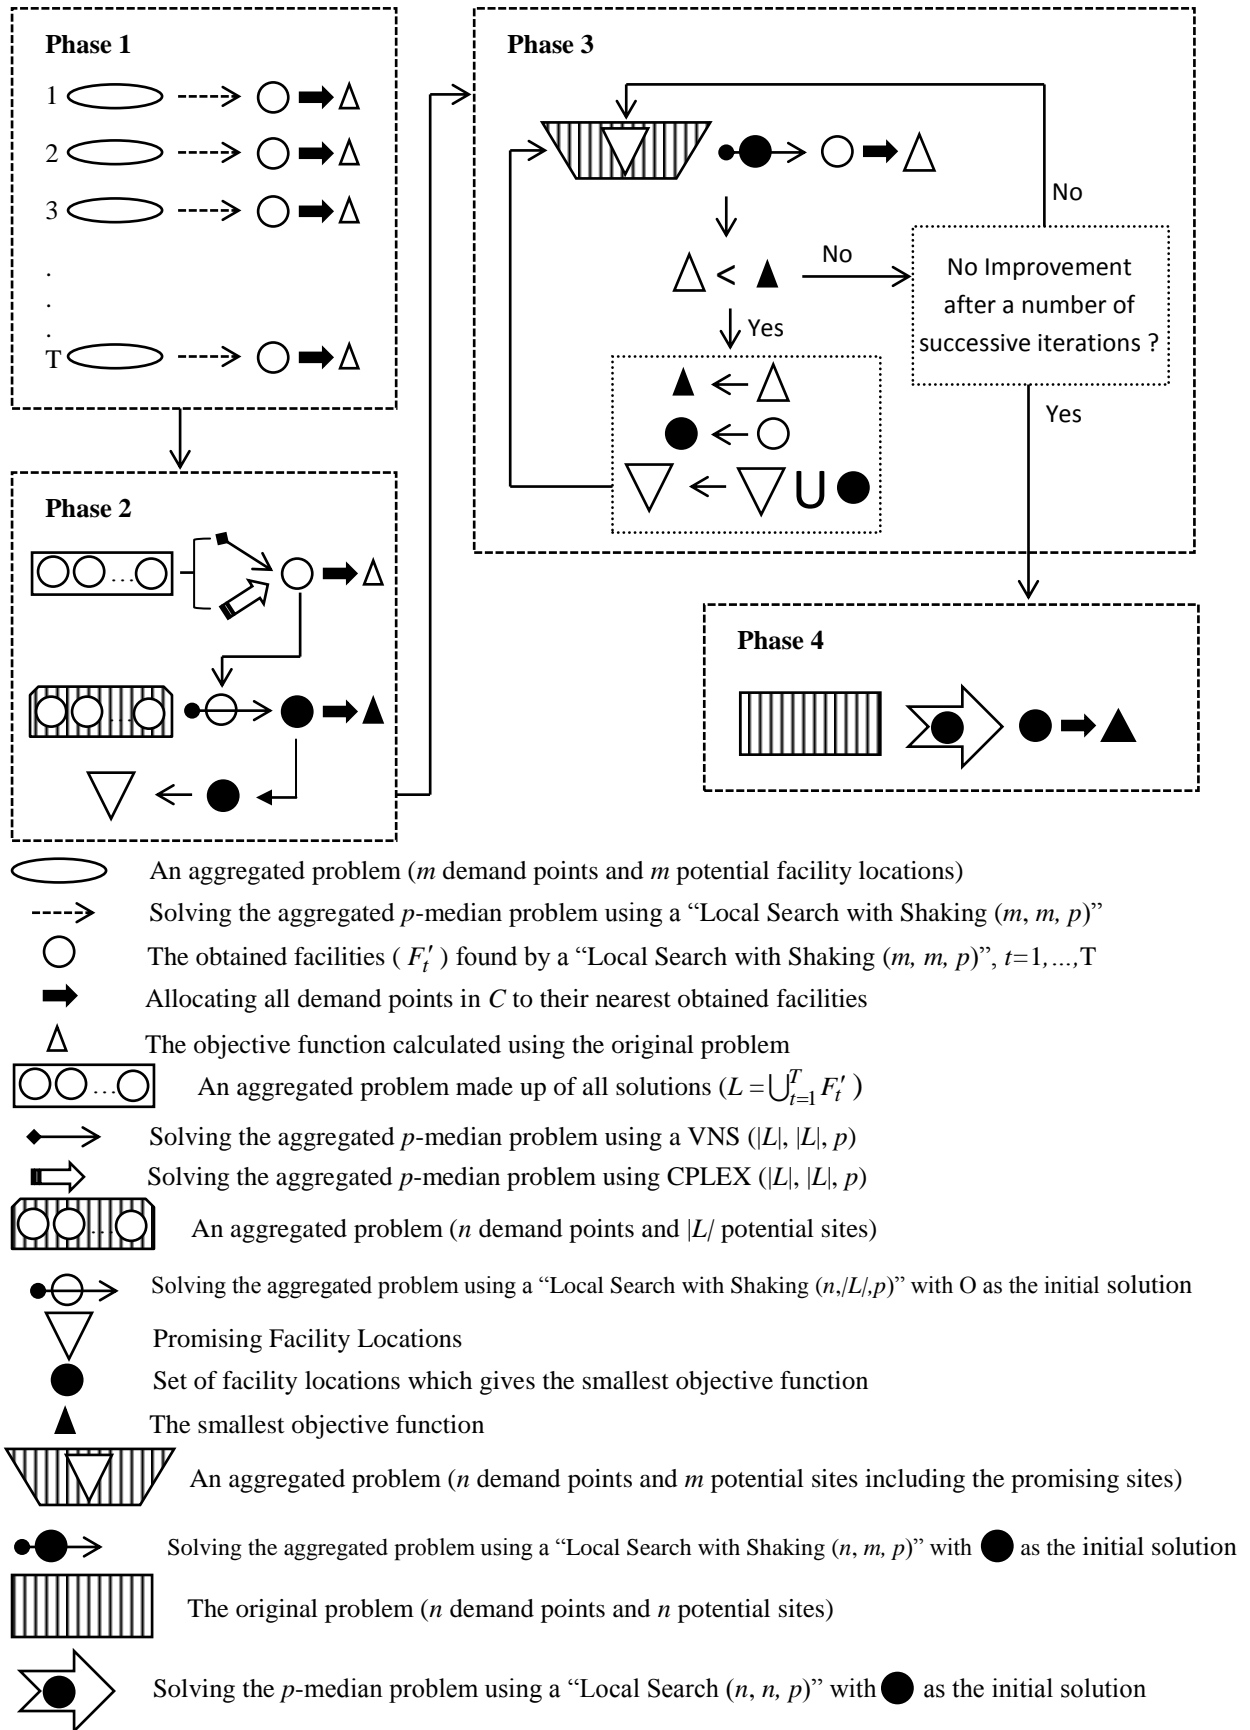 Phase 1
1
2
3
.
.
.
T
Phase 2
...
...
Phase 3
No
<
No
Yes
No Improvement
after a number of
successive iterations ?
Yes
U
Phase 4
An aggregated problem (m demand points and m potential facility locations)
Solving the aggregated p-median problem using a “Local Search with Shaking (m, m, p)”
The obtained facilities ( F′_t ) found by a “Local Search with Shaking (m, m, p)”, t=1,...,T
Allocating all demand points in C to their nearest obtained facilities
The objective function calculated using the original problem
... An aggregated problem made up of all solutions (L = ⋃_{t=1}^{T} F′_t )
Solving the aggregated p-median problem using a VNS (|L|, |L|, p)
Solving the aggregated p-median problem using CPLEX (|L|, |L|, p)
... An aggregated problem (n demand points and |L| potential sites)
Solving the aggregated problem using a “Local Search with Shaking (n,|L|,p)” with O as the initial solution
Promising Facility Locations
Set of facility locations which gives the smallest objective function
The smallest objective function
An aggregated problem (n demand points and m potential sites including the promising sites)
Solving the aggregated problem using a “Local Search with Shaking (n, m, p)” with ● as the initial solution
The original problem (n demand points and n potential sites)
Solving the p-median problem using a “Local Search (n, n, p)” with ● as the initial solution